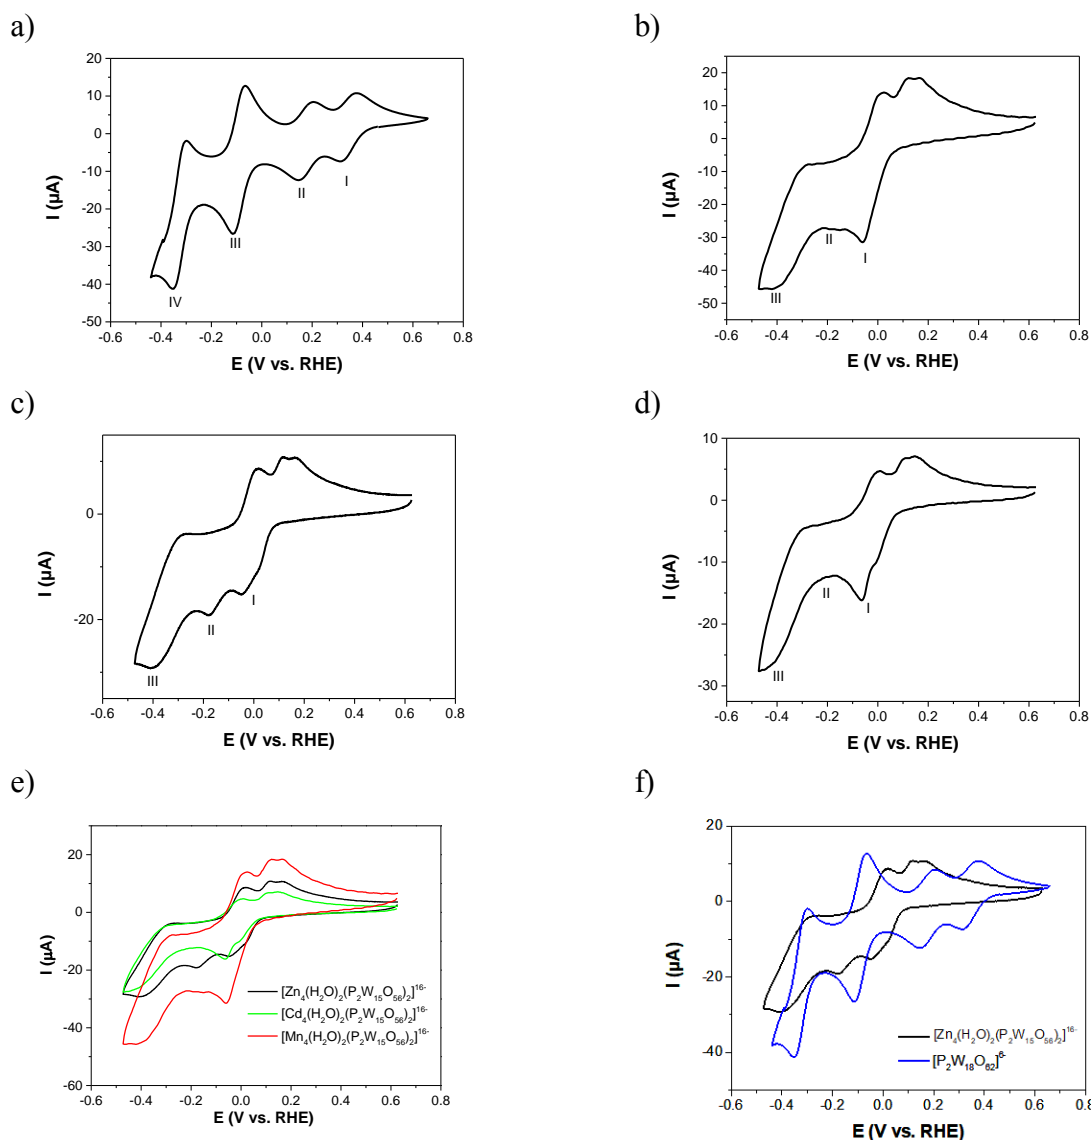 a)
20
10
0
-10
-20
-30
-40
-50
I (µA)
I
II
III
IV
-0.6 -0.4 -0.2 0.0 0.2 0.4 0.6 0.8
E (V vs. RHE)
b)
20
10
0
-10
-20
-30
-40
-50
I (µA)
II
I
III
-0.6 -0.4 -0.2 0.0 0.2 0.4 0.6 0.8
E (V vs. RHE)
c)
0
-20
I (µA)
I
II
III
-0.6 -0.4 -0.2 0.0 0.2 0.4 0.6 0.8
E (V vs. RHE)
d)
10
0
-10
-20
-30
I (µA)
II
I
III
-0.6 -0.4 -0.2 0.0 0.2 0.4 0.6 0.8
E (V vs. RHE)
e)
20
0
-20
-40
-60
I (µA)
[Zn4(H2O)2(P2W15O56)2]16-
[Cd4(H2O)2(P2W15O56)2]16-
[Mn4(H2O)2(P2W15O56)2]16-
-0.6 -0.4 -0.2 0.0 0.2 0.4 0.6 0.8
E (V vs. RHE)
f)
20
0
-20
-40
I (µA)
[Zn4(H2O)2(P2W15O56)2]16-
[P2W18O62]6-
-0.6 -0.4 -0.2 0.0 0.2 0.4 0.6 0.8
E (V vs. RHE)